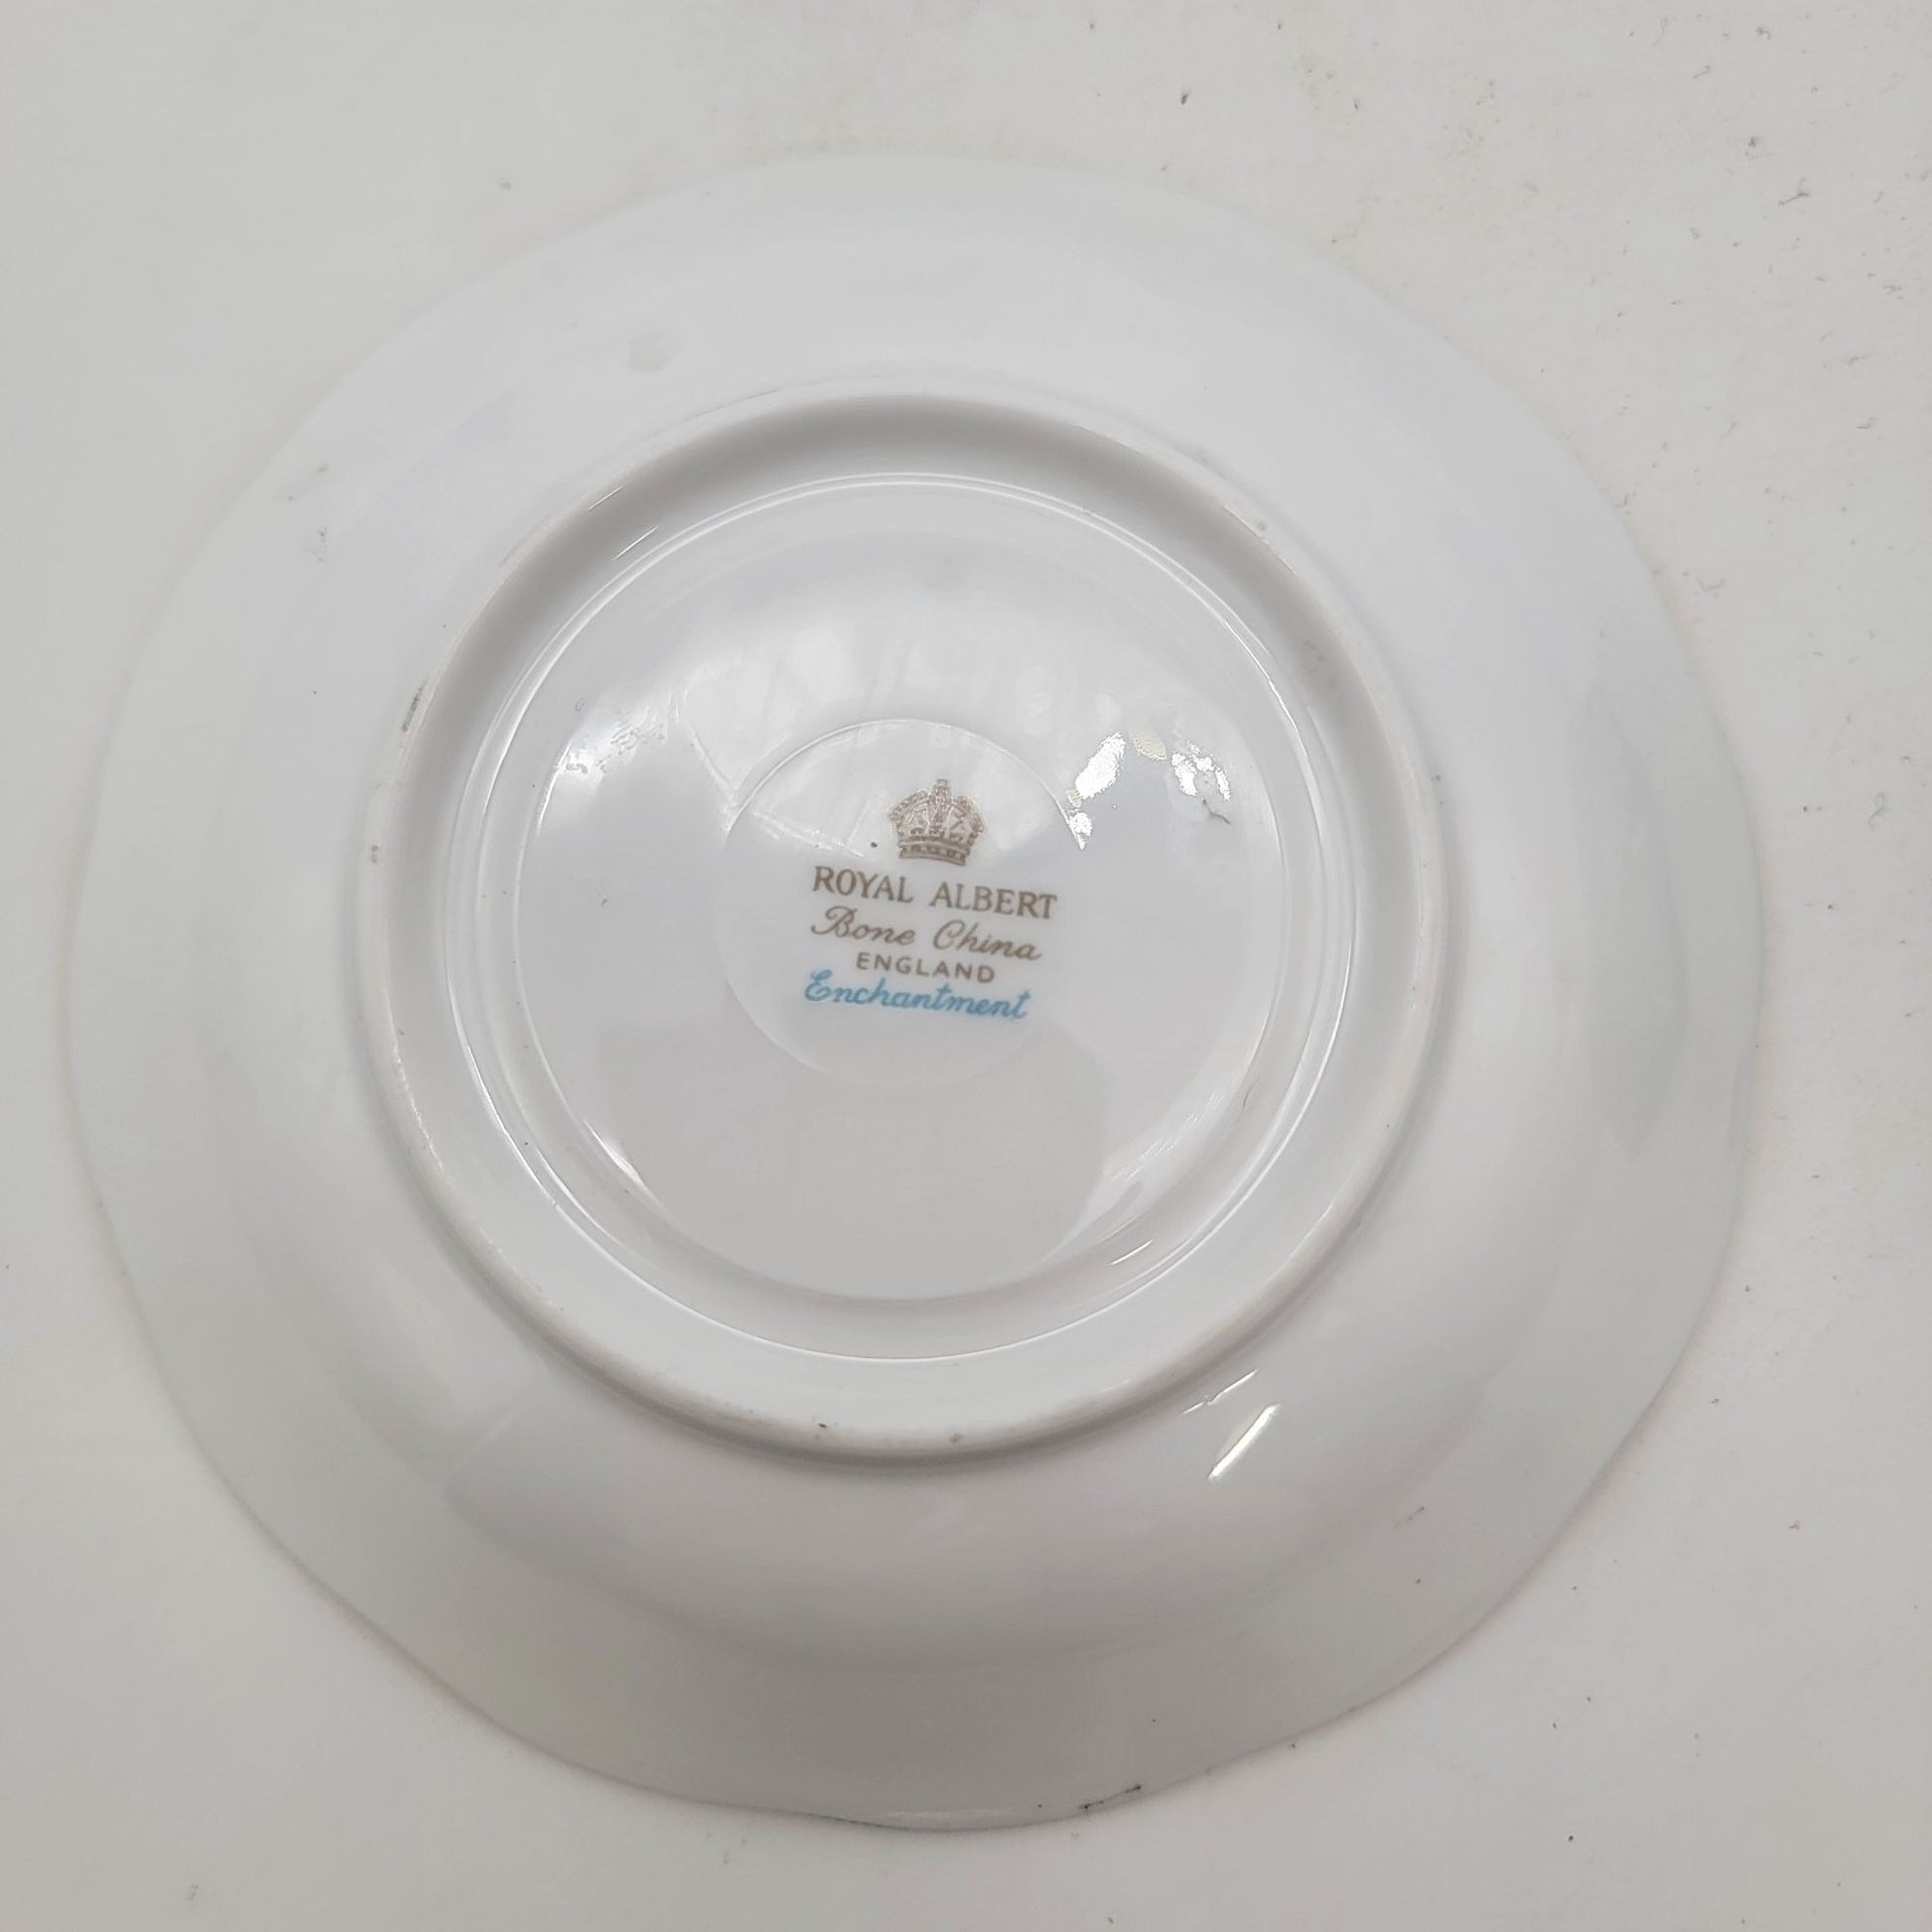 ROYAL ALBERT
Bone China
ENGLAND
Enchantment